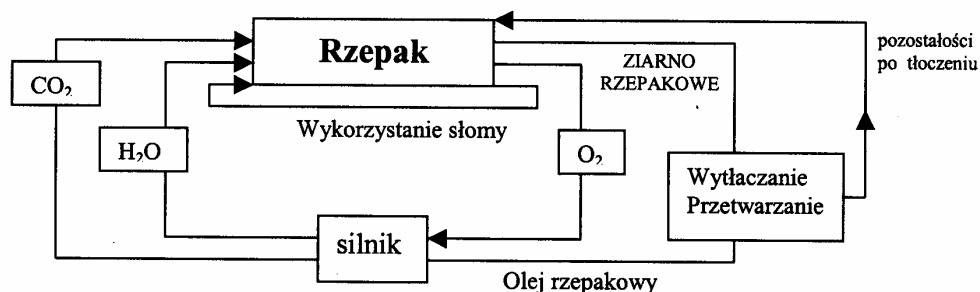 Rzepak
pozostałości
po tłoczeniu
ZIARNO
RZEPAKOWE
CO₂
Wykorzystanie słomy
H₂O
O₂
Wytłaczanie
Przetwarzanie
silnik
Olej rzepakowy